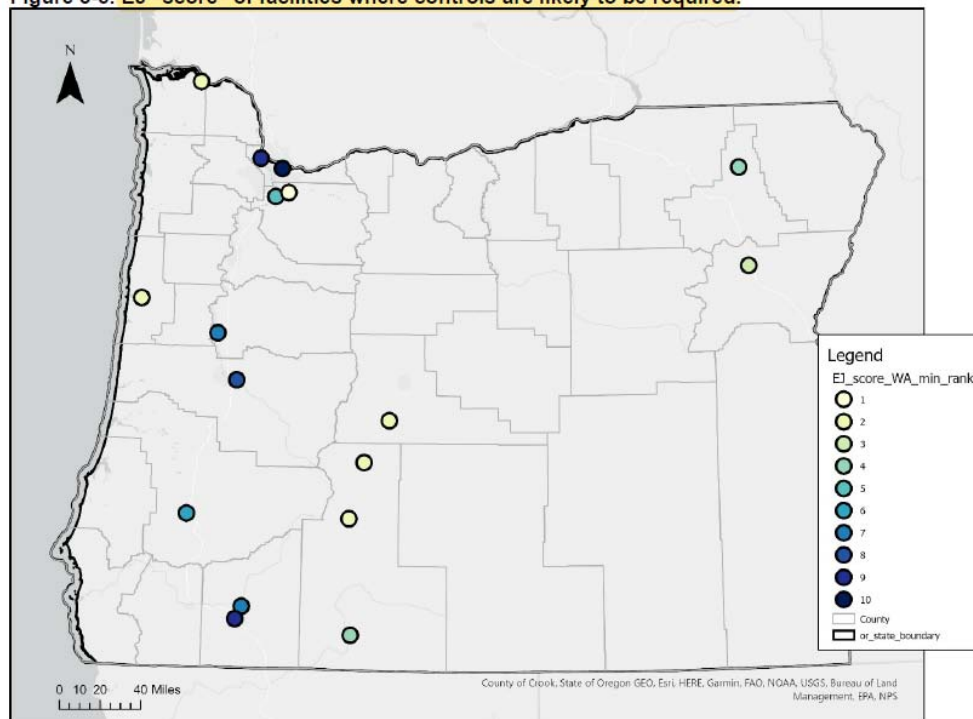 Figure 3-3. EJ "score" of facilities where controls are likely to be required.
N
Legend
EJ_score_WA_min_rank
1
2
3
4
5
6
7
8
9
10
County
or_state_boundary
0 10 20 40 Miles
County of Crook, State of Oregon GEO, Esri, HERE, Garmin, FAO, NOAA, USGS, Bureau of Land
Management, EPA, NPS